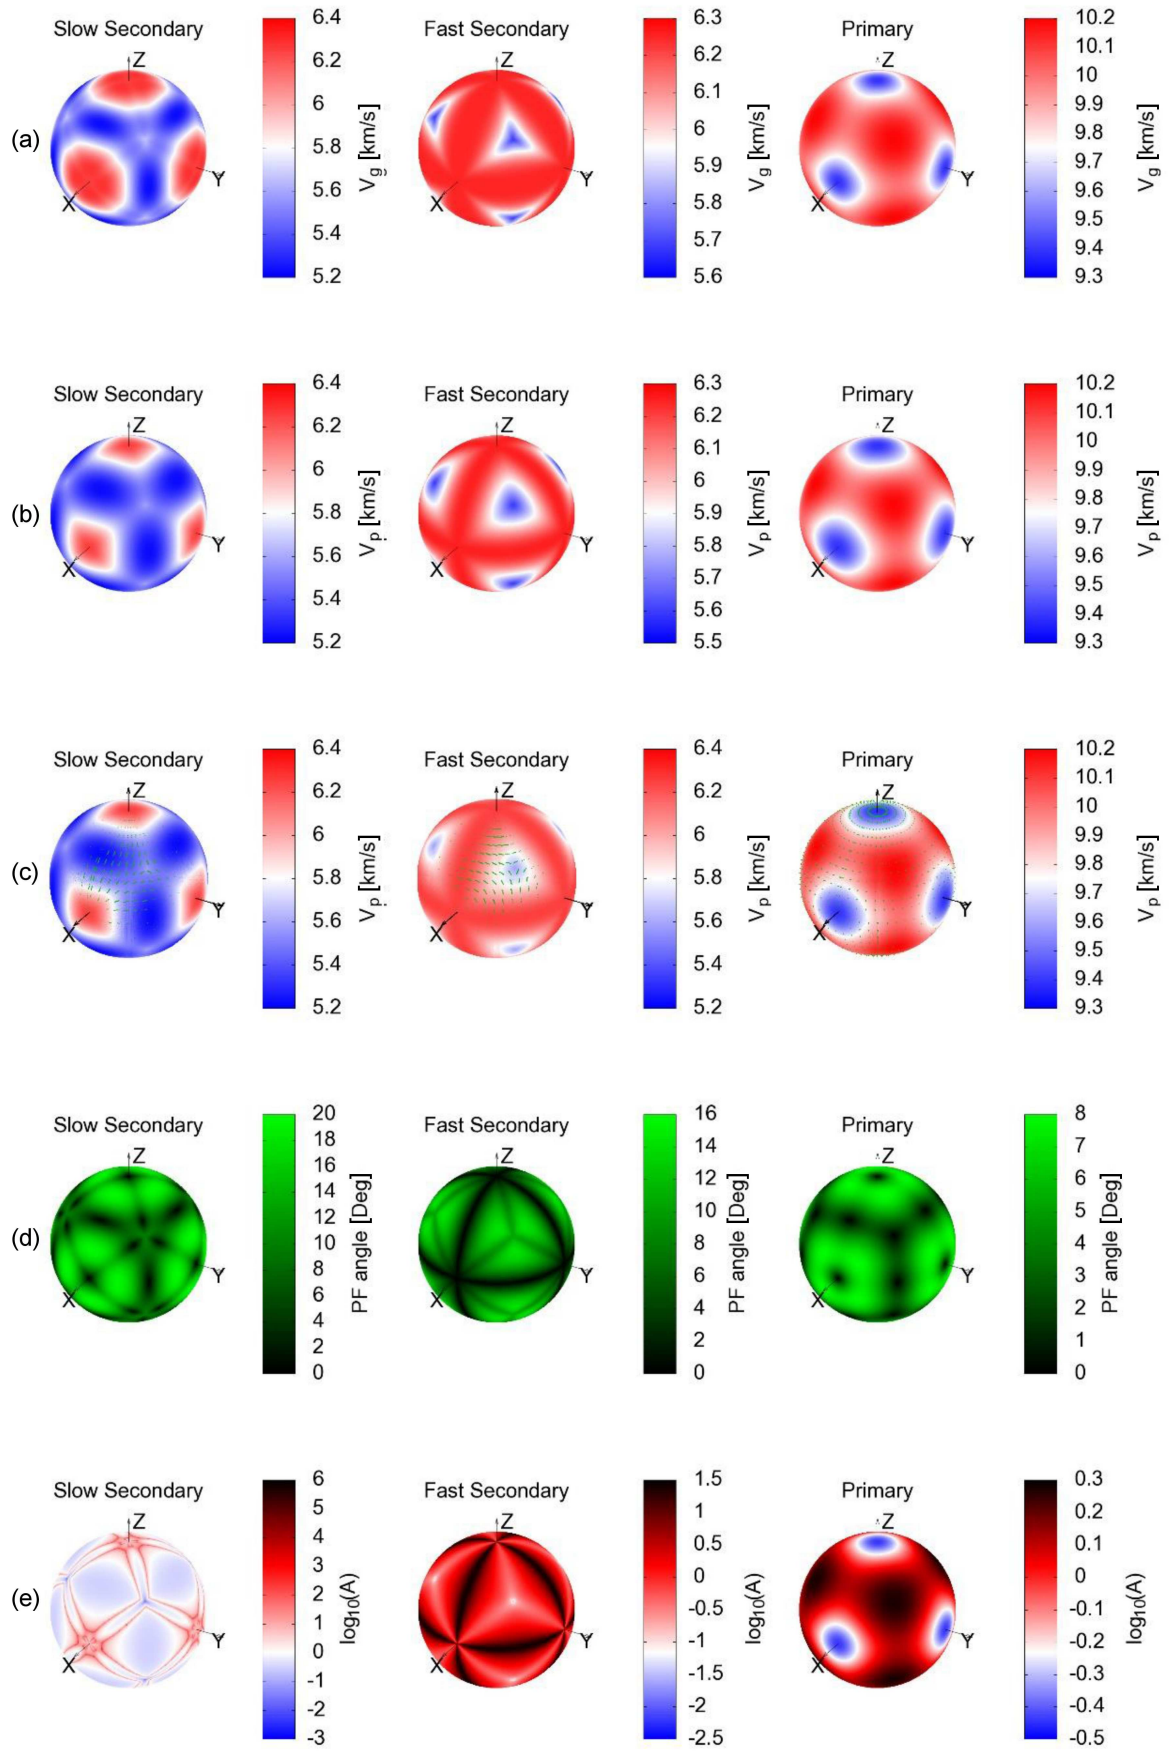 (a)
Slow Secondary
Z
X
Y
6.4
6.2
6
5.8
5.6
5.4
5.2
Vg [km/s]
Fast Secondary
6.3
6.2
6.1
6
5.9
5.8
5.7
5.6
Vg [km/s]
Primary
Z
X
Y
10.2
10.1
10
9.9
9.8
9.7
9.6
9.5
9.4
9.3
Vg [km/s]
(b)
Slow Secondary
Z
X
Y
6.4
6.2
6
5.8
5.6
5.4
5.2
Vp [km/s]
Fast Secondary
6.3
6.2
6.1
6
5.9
5.8
5.7
5.6
5.5
Vp [km/s]
Primary
Z
X
Y
10.2
10.1
10
9.9
9.8
9.7
9.6
9.5
9.4
9.3
Vp [km/s]
(c)
Slow Secondary
Z
X
Y
6.4
6.2
6
5.8
5.6
5.4
5.2
Vp [km/s]
Fast Secondary
6.4
6.2
6
5.8
5.6
5.4
5.2
Vp [km/s]
Primary
Z
X
Y
10.2
10.1
10
9.9
9.8
9.7
9.6
9.5
9.4
9.3
Vp [km/s]
(d)
Slow Secondary
Z
X
Y
20
18
16
14
12
10
8
6
4
2
0
PF angle [Deg]
Fast Secondary
Z
X
Y
16
14
12
10
8
6
4
2
0
PF angle [Deg]
Primary
Z
X
Y
8
7
6
5
4
3
2
1
0
PF angle [Deg]
(e)
Slow Secondary
Z
X
Y
6
5
4
3
2
1
0
-1
-2
-3
log10(A)
Fast Secondary
Z
X
Y
1.5
1
0.5
0
-0.5
-1
-1.5
-2
-2.5
log10(A)
Primary
Z
X
Y
0.3
0.2
0.1
0
-0.1
-0.2
-0.3
-0.4
-0.5
log10(A)